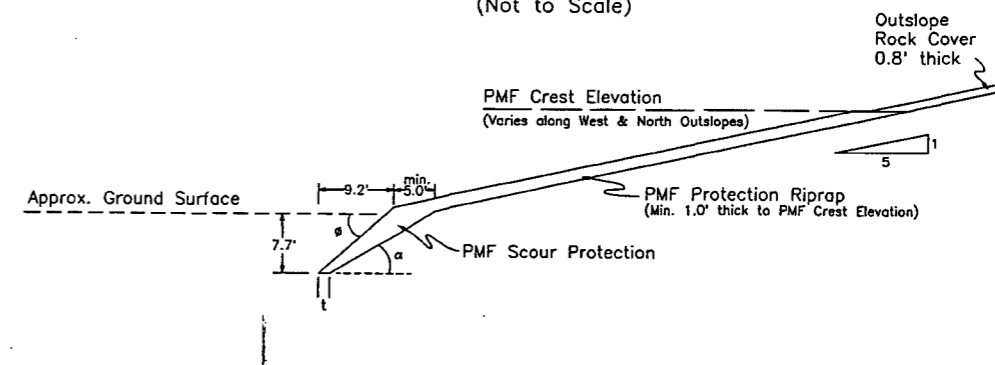 (Not to Scale)
Outslope
Rock Cover
0.8' thick
PMF Crest Elevation
(Varies along West & North Outslopes)
1
5
min.
9.2'
5.0'
Approx. Ground Surface
PMF Protection Riprap
(Min. 1.0' thick to PMF Crest Elevation)
ø
7.7'
PMF Scour Protection
α
t